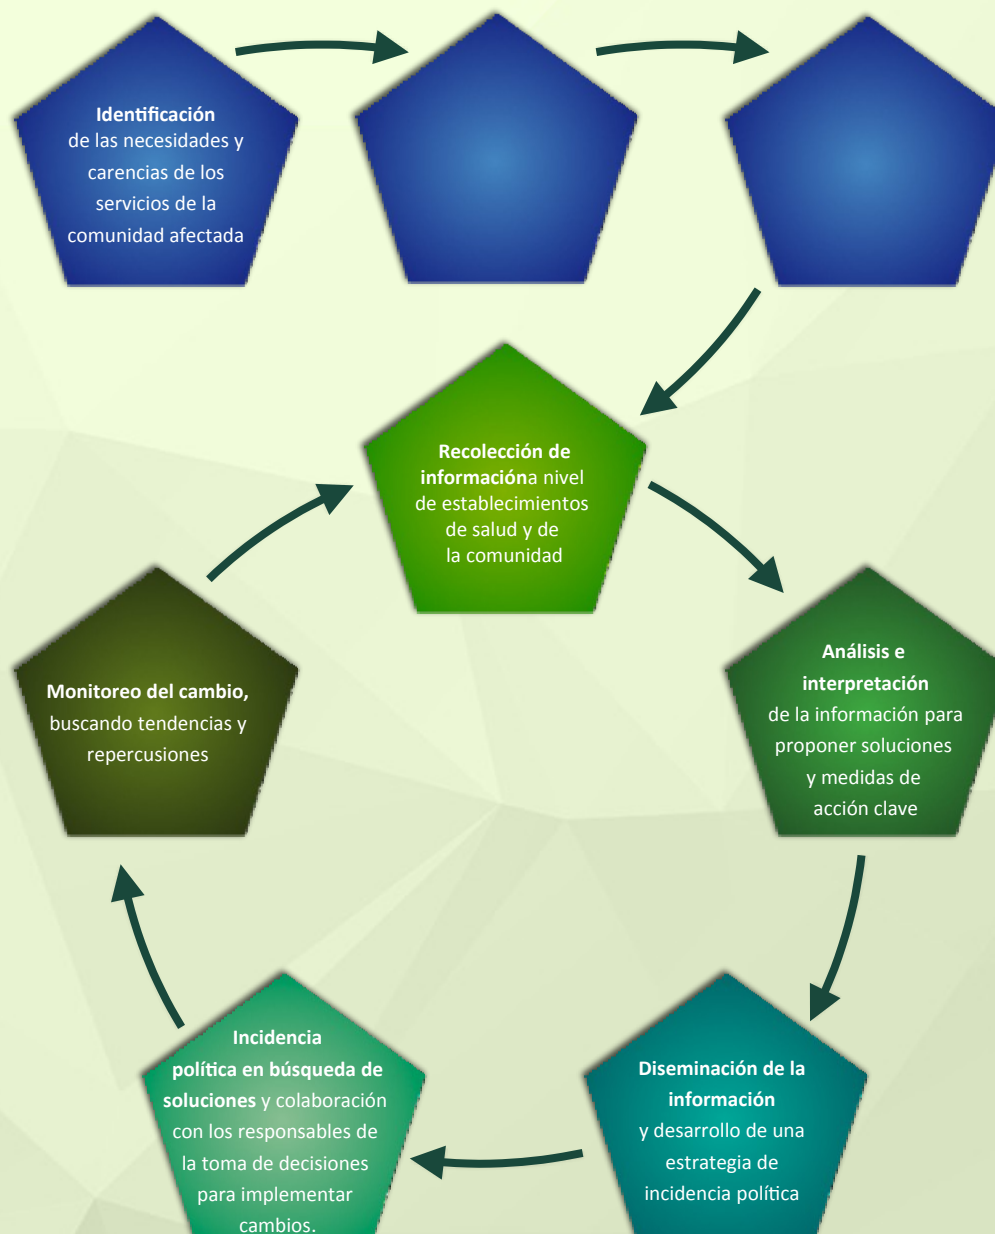 Identificación
de las necesidades y
carencias de los
servicios de la
comunidad afectada
Recolección de
informacióna nivel
de establecimientos
de salud y de
la comunidad
Análisis e
interpretación
de la información para
proponer soluciones
y medidas de
acción clave
Diseminación de la
información
y desarrollo de una
estrategia de
incidencia política
Incidencia
política en búsqueda de
soluciones y colaboración
con los responsables de
la toma de decisiones
para implementar
cambios.
Monitoreo del cambio,
buscando tendencias y
repercusiones